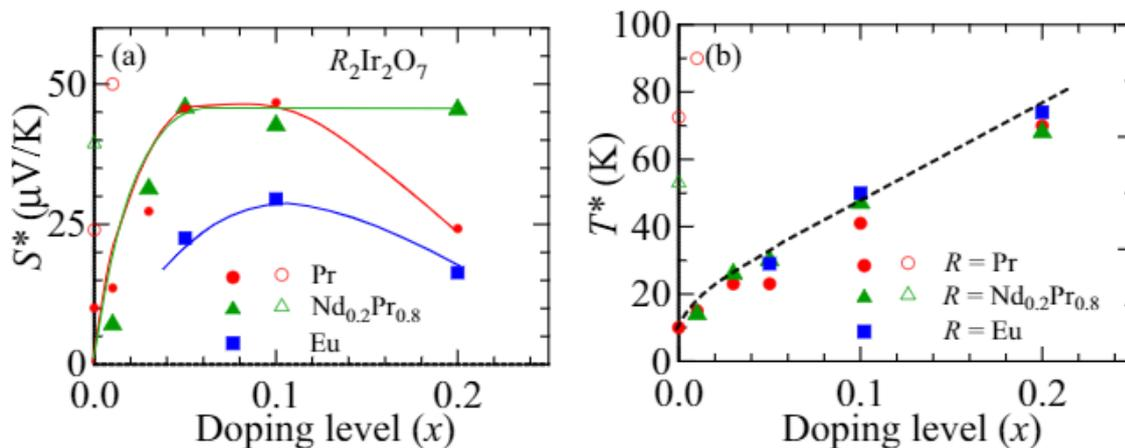 (a) R₂Ir₂O₇
S* (μV/K)
50
25
0
Pr
Nd₀.₂Pr₀.₈
Eu
0.0 0.1 0.2
Doping level (x)
(b)
T* (K)
100
80
60
40
20
0
R = Pr
R = Nd₀.₂Pr₀.₈
R = Eu
0.0 0.1 0.2
Doping level (x)